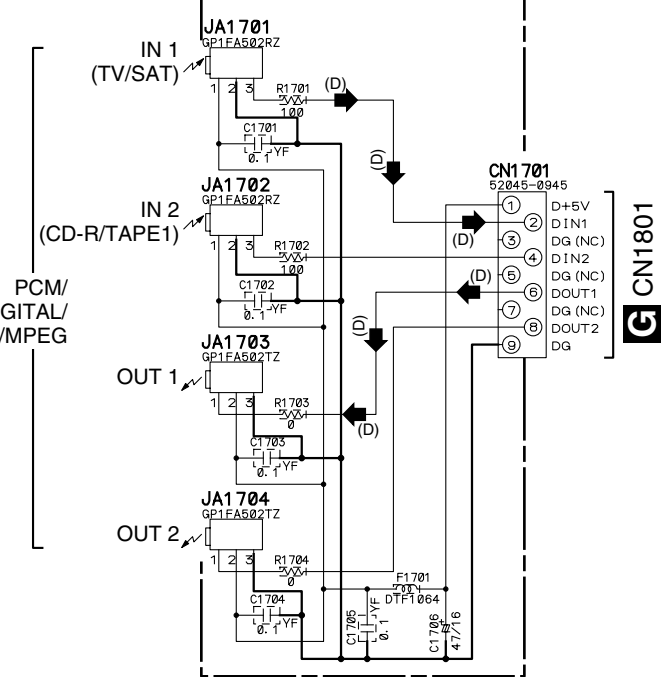 JA1701
GP1FA502RZ
IN 1
(TV/SAT)
1 2 3
R1701
100
(D)
C1701
0.1 YF
(D)
JA1702
GP1FA502RZ
IN 2
(CD-R/TAPE1)
1 2 3
R1702
100
C1702
0.1 YF
(D)
(D)
(D)
CN1701
52045-0945
1 D+5V
2 DIN1
3 DG(NC)
4 DIN2
5 DG(NC)
6 DOUT1
7 DG(NC)
8 DOUT2
9 DG
G CN1801
PCM/
GITAL/
/MPEG
JA1703
GP1FA502TZ
OUT 1
1 2 3
R1703
0
(D)
C1703
0.1 YF
JA1704
GP1FA502TZ
OUT 2
1 2 3
R1704
0
C1704
0.1 YF
F1701
DTF1064
C1705
0.1 YF
C1706
47/16
+